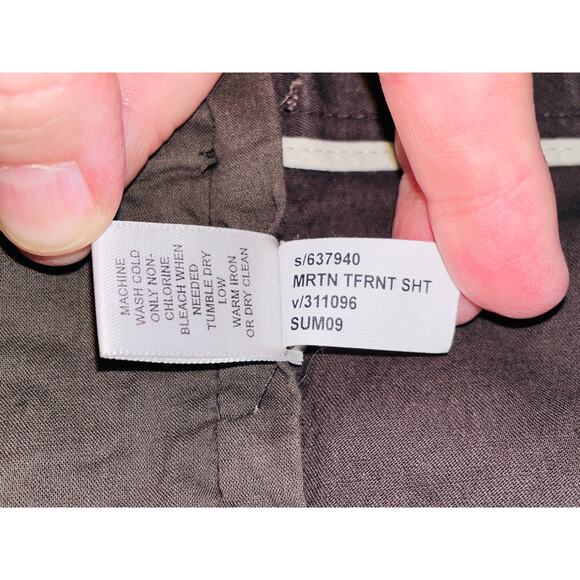 MACHINE
WASH COLD
ONLY NON-
CHLORINE
BLEACH WHEN
NEEDED
TUMBLE DRY
LOW
WARM IRON
OR DRY CLEAN
s/637940
MRTN TFRNT SHT
v/311096
SUM09